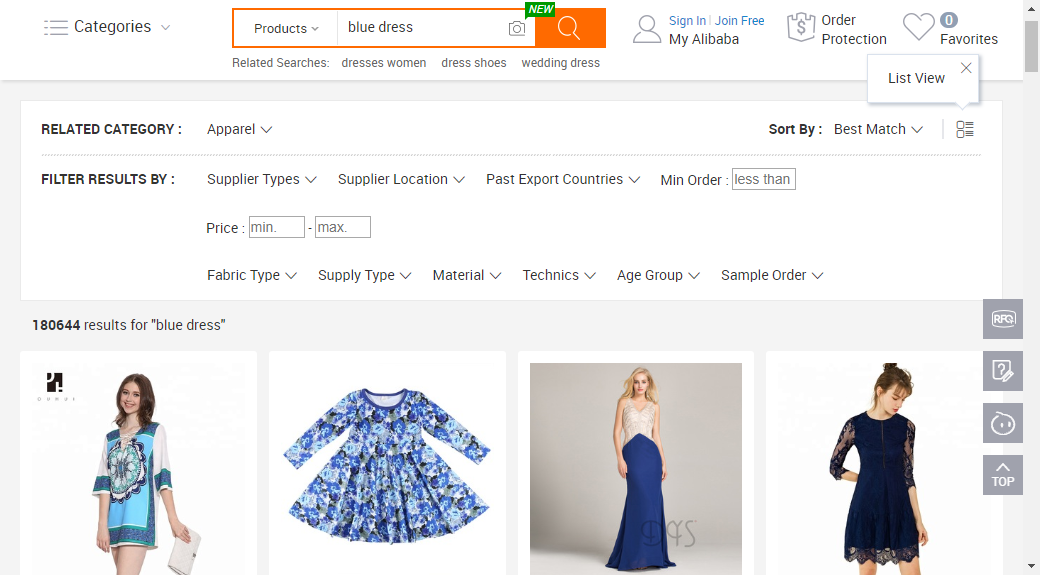 Categories
Products
blue dress
NEW
Sign In | Join Free
My Alibaba
Order
Protection
0
Favorites
Related Searches: dresses women dress shoes wedding dress
List View
RELATED CATEGORY : Apparel
Sort By : Best Match
FILTER RESULTS BY : Supplier Types Supplier Location Past Export Countries Min Order : less than
Price : min. - max.
Fabric Type Supply Type Material Technics Age Group Sample Order
180644 results for "blue dress"
RFQ
TOP